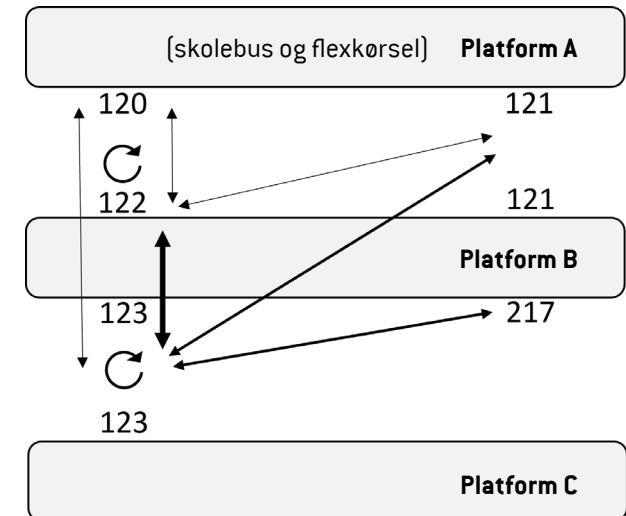 (skolebus og flexkørsel) Platform A
120 121
122 121
Platform B
123 217
123
Platform C